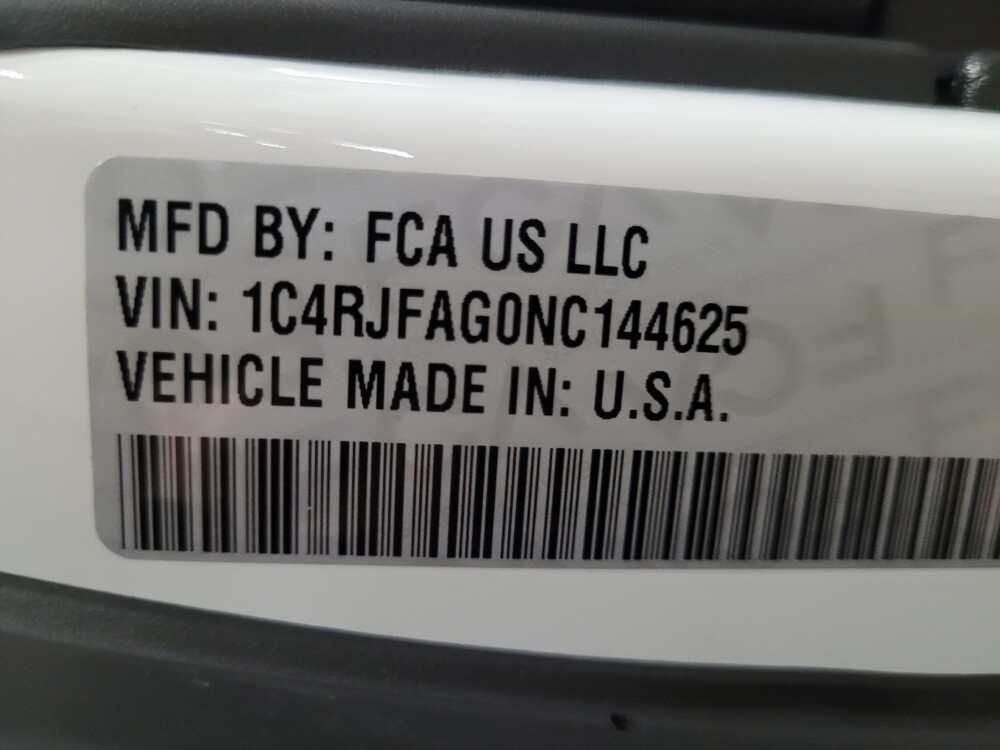 MFD BY: FCA US LLC
VIN: 1C4RJFAG0NC144625
VEHICLE MADE IN: U.S.A.